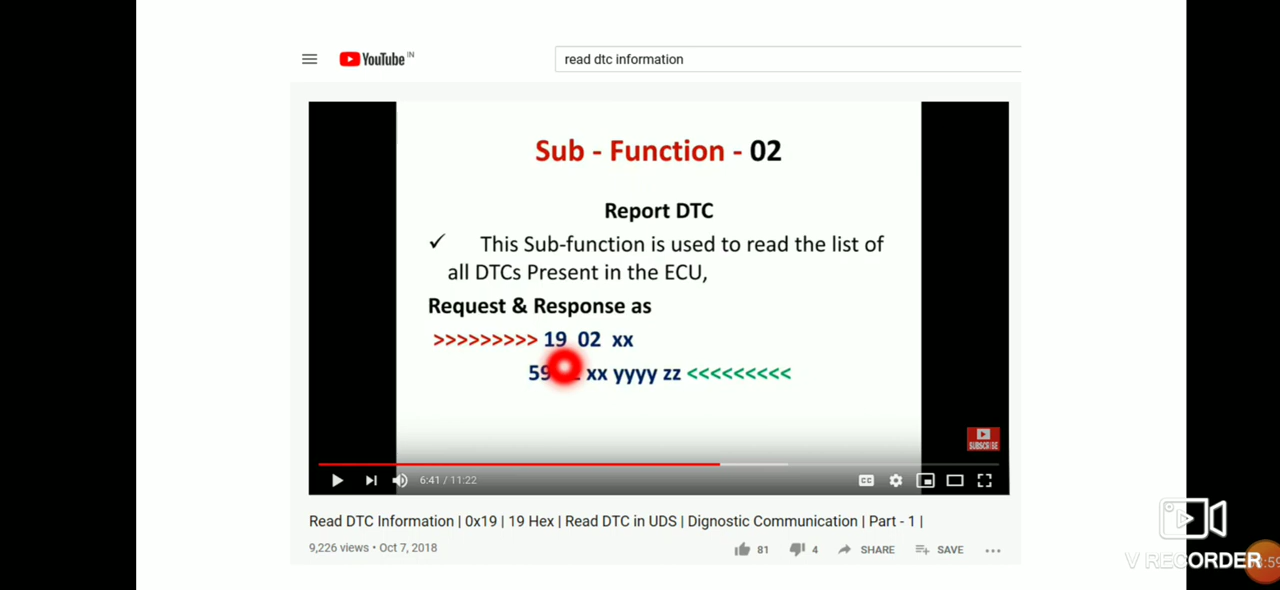 YouTube IN
read dtc information
Sub - Function - 02
Report DTC
✓ This Sub-function is used to read the list of
all DTCs Present in the ECU,
Request & Response as
>>>>>>>>> 19 02 xx
59 xx yyyy zz <<<<<<<<<
SUBSCRIBE
6:41 / 11:22
CC
Read DTC Information | 0x19 | 19 Hex | Read DTC in UDS | Dignostic Communication | Part - 1 |
9,226 views • Oct 7, 2018
81
4
SHARE
SAVE
V RECORDER